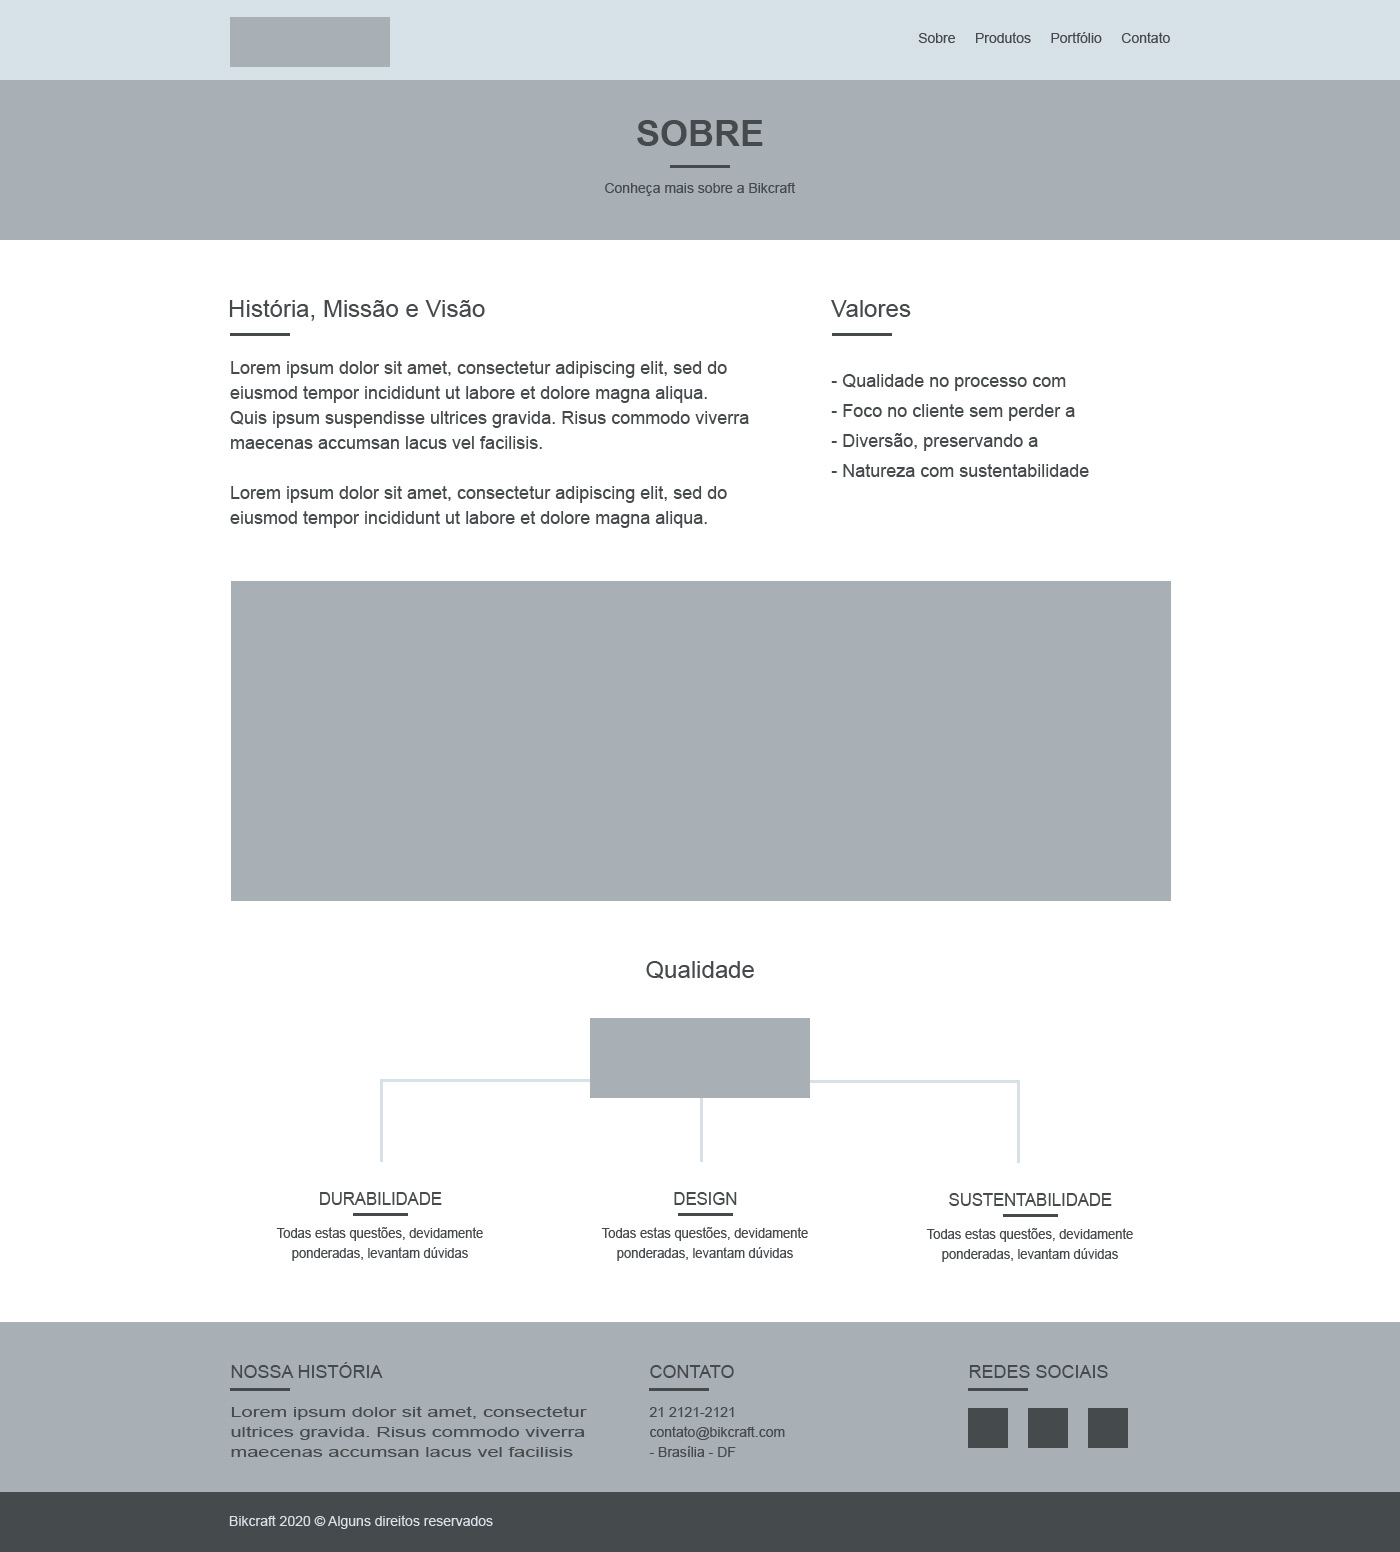 Sobre Produtos Portfólio Contato
SOBRE
Conheça mais sobre a Bikcraft
História, Missão e Visão
Lorem ipsum dolor sit amet, consectetur adipiscing elit, sed do
eiusmod tempor incididunt ut labore et dolore magna aliqua.
Quis ipsum suspendisse ultrices gravida. Risus commodo viverra
maecenas accumsan lacus vel facilisis.
Lorem ipsum dolor sit amet, consectetur adipiscing elit, sed do
eiusmod tempor incididunt ut labore et dolore magna aliqua.
Valores
- Qualidade no processo com
- Foco no cliente sem perder a
- Diversão, preservando a
- Natureza com sustentabilidade
Qualidade
DURABILIDADE
Todas estas questões, devidamente
ponderadas, levantam dúvidas
DESIGN
Todas estas questões, devidamente
ponderadas, levantam dúvidas
SUSTENTABILIDADE
Todas estas questões, devidamente
ponderadas, levantam dúvidas
NOSSA HISTÓRIA
Lorem ipsum dolor sit amet, consectetur
ultrices gravida. Risus commodo viverra
maecenas accumsan lacus vel facilisis
CONTATO
21 2121-2121
contato@bikcraft.com
- Brasília - DF
REDES SOCIAIS
Bikcraft 2020 © Alguns direitos reservados